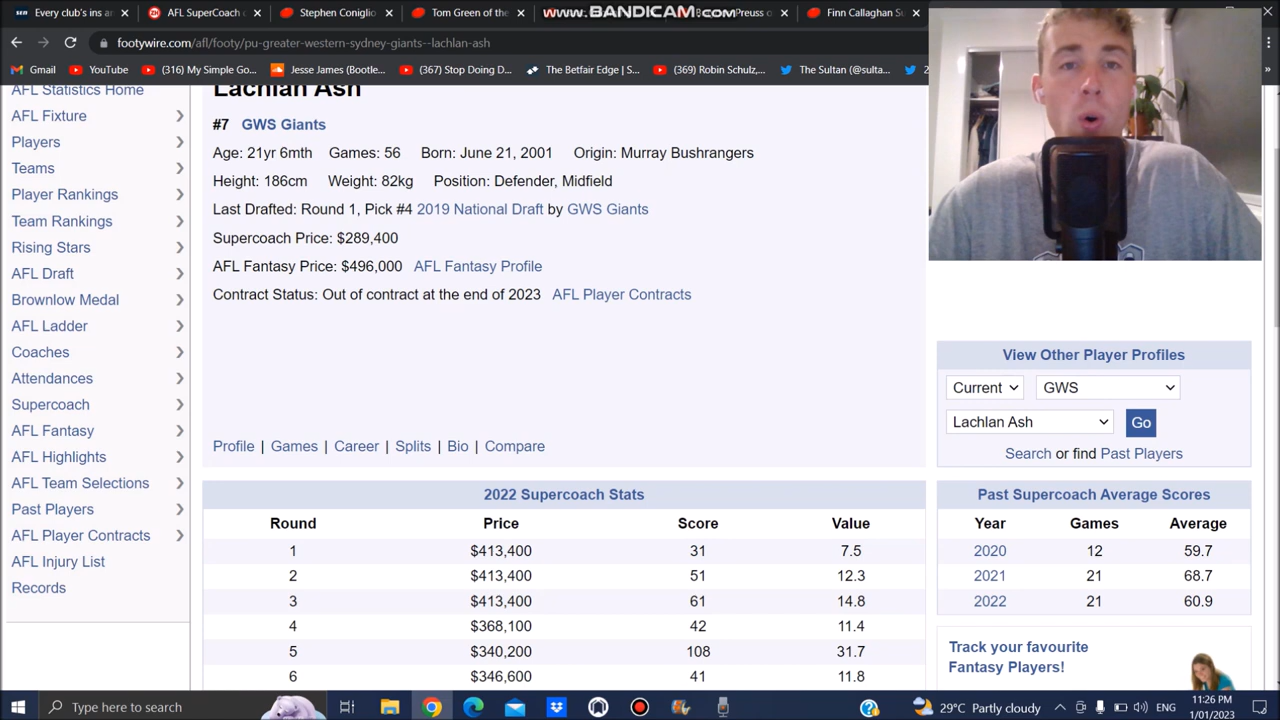 Every club's is an
AFL SuperCoach
Stephen Coniglio
Tom Green of the
www.BANDICAM.com
Preuss on
Finn Callaghan Su
footywire.com/afl/footy/pu-greater-western-sydney-giants--lachlan-ash
Gmail
YouTube
(316) My Simple Go...
Jesse James (Bootle...
(367) Stop Doing D...
The Betfair Edge | S...
(369) Robin Schulz,...
The Sultan (@sulta...
AFL Statistics Home
AFL Fixture
Players
Teams
Player Rankings
Team Rankings
Rising Stars
AFL Draft
Brownlow Medal
AFL Ladder
Coaches
Attendances
Supercoach
AFL Fantasy
AFL Highlights
AFL Team Selections
Past Players
AFL Player Contracts
AFL Injury List
Records
Lachlan Ash
#7 GWS Giants
Age: 21yr 6mth Games: 56 Born: June 21, 2001 Origin: Murray Bushrangers
Height: 186cm Weight: 82kg Position: Defender, Midfield
Last Drafted: Round 1, Pick #4 2019 National Draft by GWS Giants
Supercoach Price: $289,400
AFL Fantasy Price: $496,000 AFL Fantasy Profile
Contract Status: Out of contract at the end of 2023 AFL Player Contracts
Profile | Games | Career | Splits | Bio | Compare
2022 Supercoach Stats
Round Price Score Value
1 $413,400 31 7.5
2 $413,400 51 12.3
3 $413,400 61 14.8
4 $368,100 42 11.4
5 $340,200 108 31.7
6 $346,600 41 11.8
View Other Player Profiles
Current GWS
Lachlan Ash Go
Search or find Past Players
Past Supercoach Average Scores
Year Games Average
2020 12 59.7
2021 21 68.7
2022 21 60.9
Track your favourite
Fantasy Players!
Type here to search
29°C Partly cloudy
ENG
11:26 PM
1/01/2023